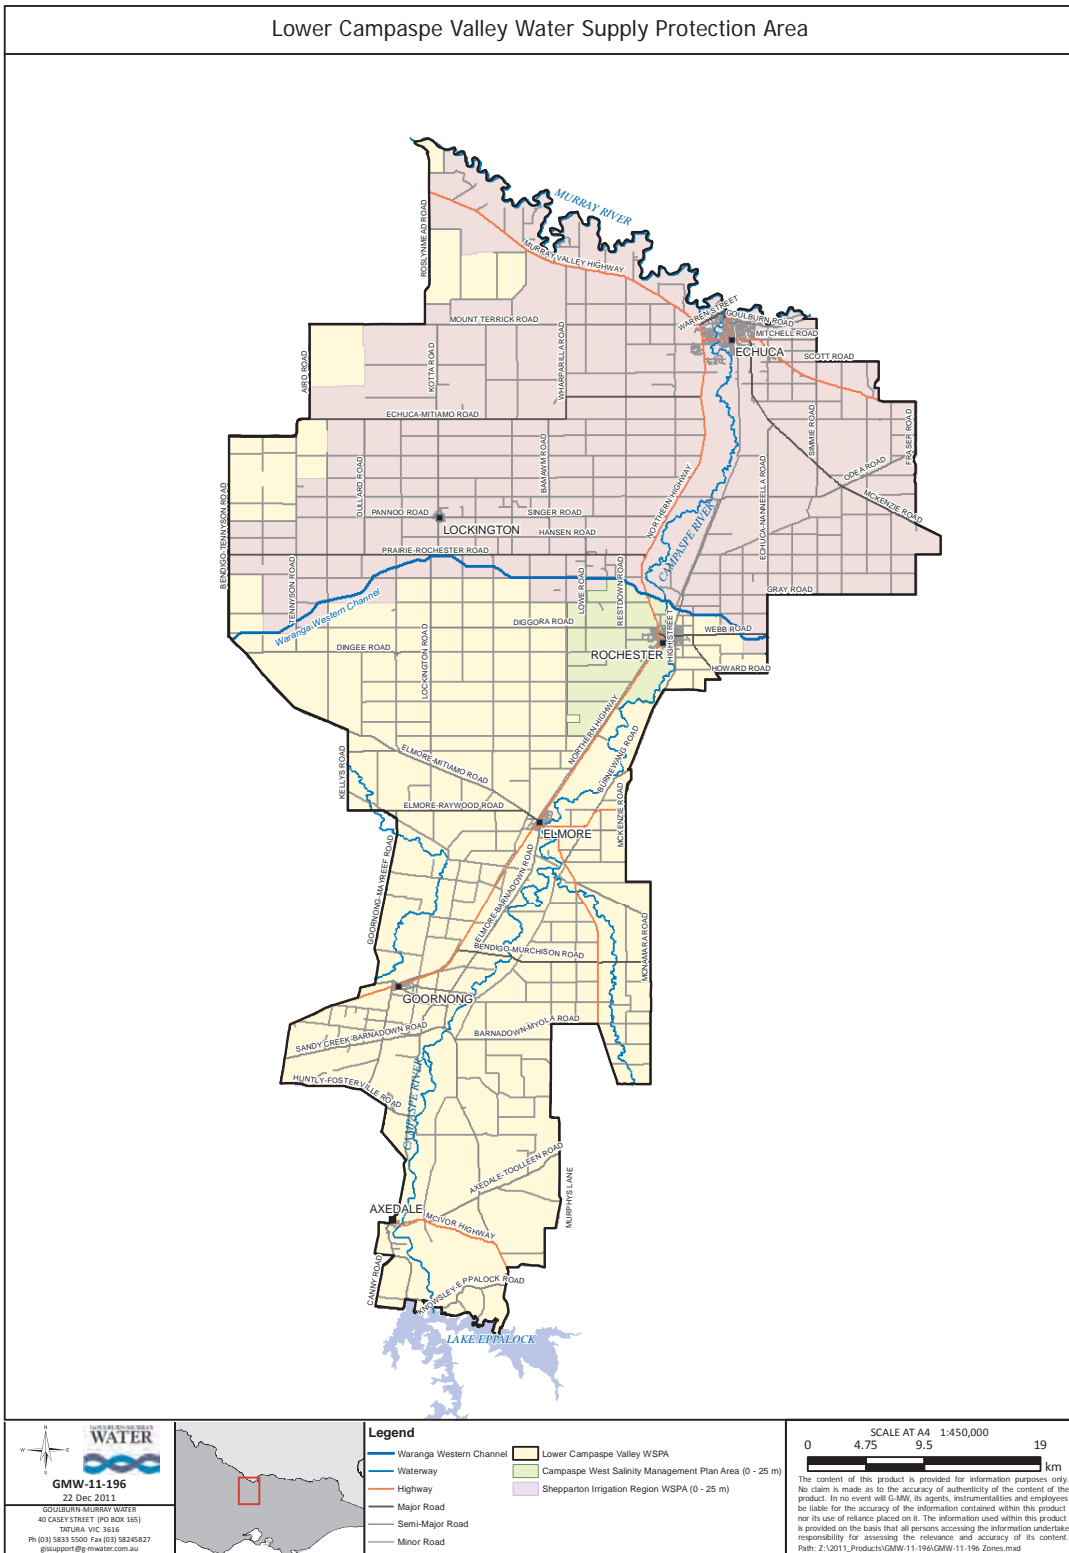 Lower Campaspe Valley Water Supply Protection Area
MURRAY RIVER
ROSLYNMEAD ROAD
MURRAY VALLEY HIGHWAY
WARREN STREET
GOULBURN ROAD
MOUNT TERRICK ROAD
MITCHELL ROAD
ECHUCA
SCOTT ROAD
AIRD ROAD
KOTTA ROAD
WHARPARILLA ROAD
ECHUCA-MITIAMO ROAD
SIMMIE ROAD
FRASER ROAD
DULLARD ROAD
BAMAWM ROAD
NORTHERN HIGHWAY
ECHUCA-NANNEELLA ROAD
ODEA ROAD
MCKENZIE ROAD
BENDIGO-TENNYSON ROAD
PANNOO ROAD
SINGER ROAD
LOCKINGTON
HANSEN ROAD
CAMPASPE RIVER
PRAIRIE-ROCHESTER ROAD
TENNYSON ROAD
LOWE ROAD
RESTDOWN ROAD
GRAY ROAD
Waranga Western Channel
DIGGORA ROAD
HIGH STREET
WEBB ROAD
DINGEE ROAD
LOCKINGTON ROAD
ROCHESTER
HOWARD ROAD
NORTHERN HIGHWAY
BURNEWANG ROAD
KELLYS ROAD
ELMORE-MITIAMO ROAD
ELMORE-RAYWOOD ROAD
MCKENZIE ROAD
ELMORE
GOORNONG-MAYREEF ROAD
ELMORE-BARNADOWN ROAD
BENDIGO-MURCHISON ROAD
MCNAMARA ROAD
GOORNONG
SANDY CREEK-BARNADOWN ROAD
BARNADOWN-MYOLA ROAD
HUNTLY-FOSTERVILLE ROAD
CAMPASPE RIVER
AXEDALE-TOOLLEEN ROAD
MURPHYS LANE
AXEDALE
MCIVOR HIGHWAY
CANNY ROAD
KNOWSLEY-EPPALOCK ROAD
LAKE EPPALOCK
N
W
E
S
GOULBURN-MURRAY
WATER
GMW-11-196
22 Dec 2011
GOULBURN-MURRAY WATER
40 CASEY STREET (PO BOX 165)
TATURA VIC 3616
Ph (03) 5833 5500 Fax (03) 58245827
gissupport@g-mwater.com.au
Legend
Waranga Western Channel
Waterway
Highway
Major Road
Semi-Major Road
Minor Road
Lower Campaspe Valley WSPA
Campaspe West Salinity Management Plan Area (0 - 25 m)
Shepparton Irrigation Region WSPA (0 - 25 m)
SCALE AT A4 1:450,000
0 4.75 9.5 19
km
The content of this product is provided for information purposes only.
No claim is made as to the accuracy of authenticity of the content of the
product. In no event will G-MW, its agents, instrumentalities and employees
be liable for the accuracy of the information contained within this product
nor its use of reliance placed on it. The information used within this product
is provided on the basis that all persons accessing the information undertake
responsibility for assessing the relevance and accuracy of its content.
Path: Z:\2011_Products\GMW-11-196\GMW-11-196 Zones.mxd